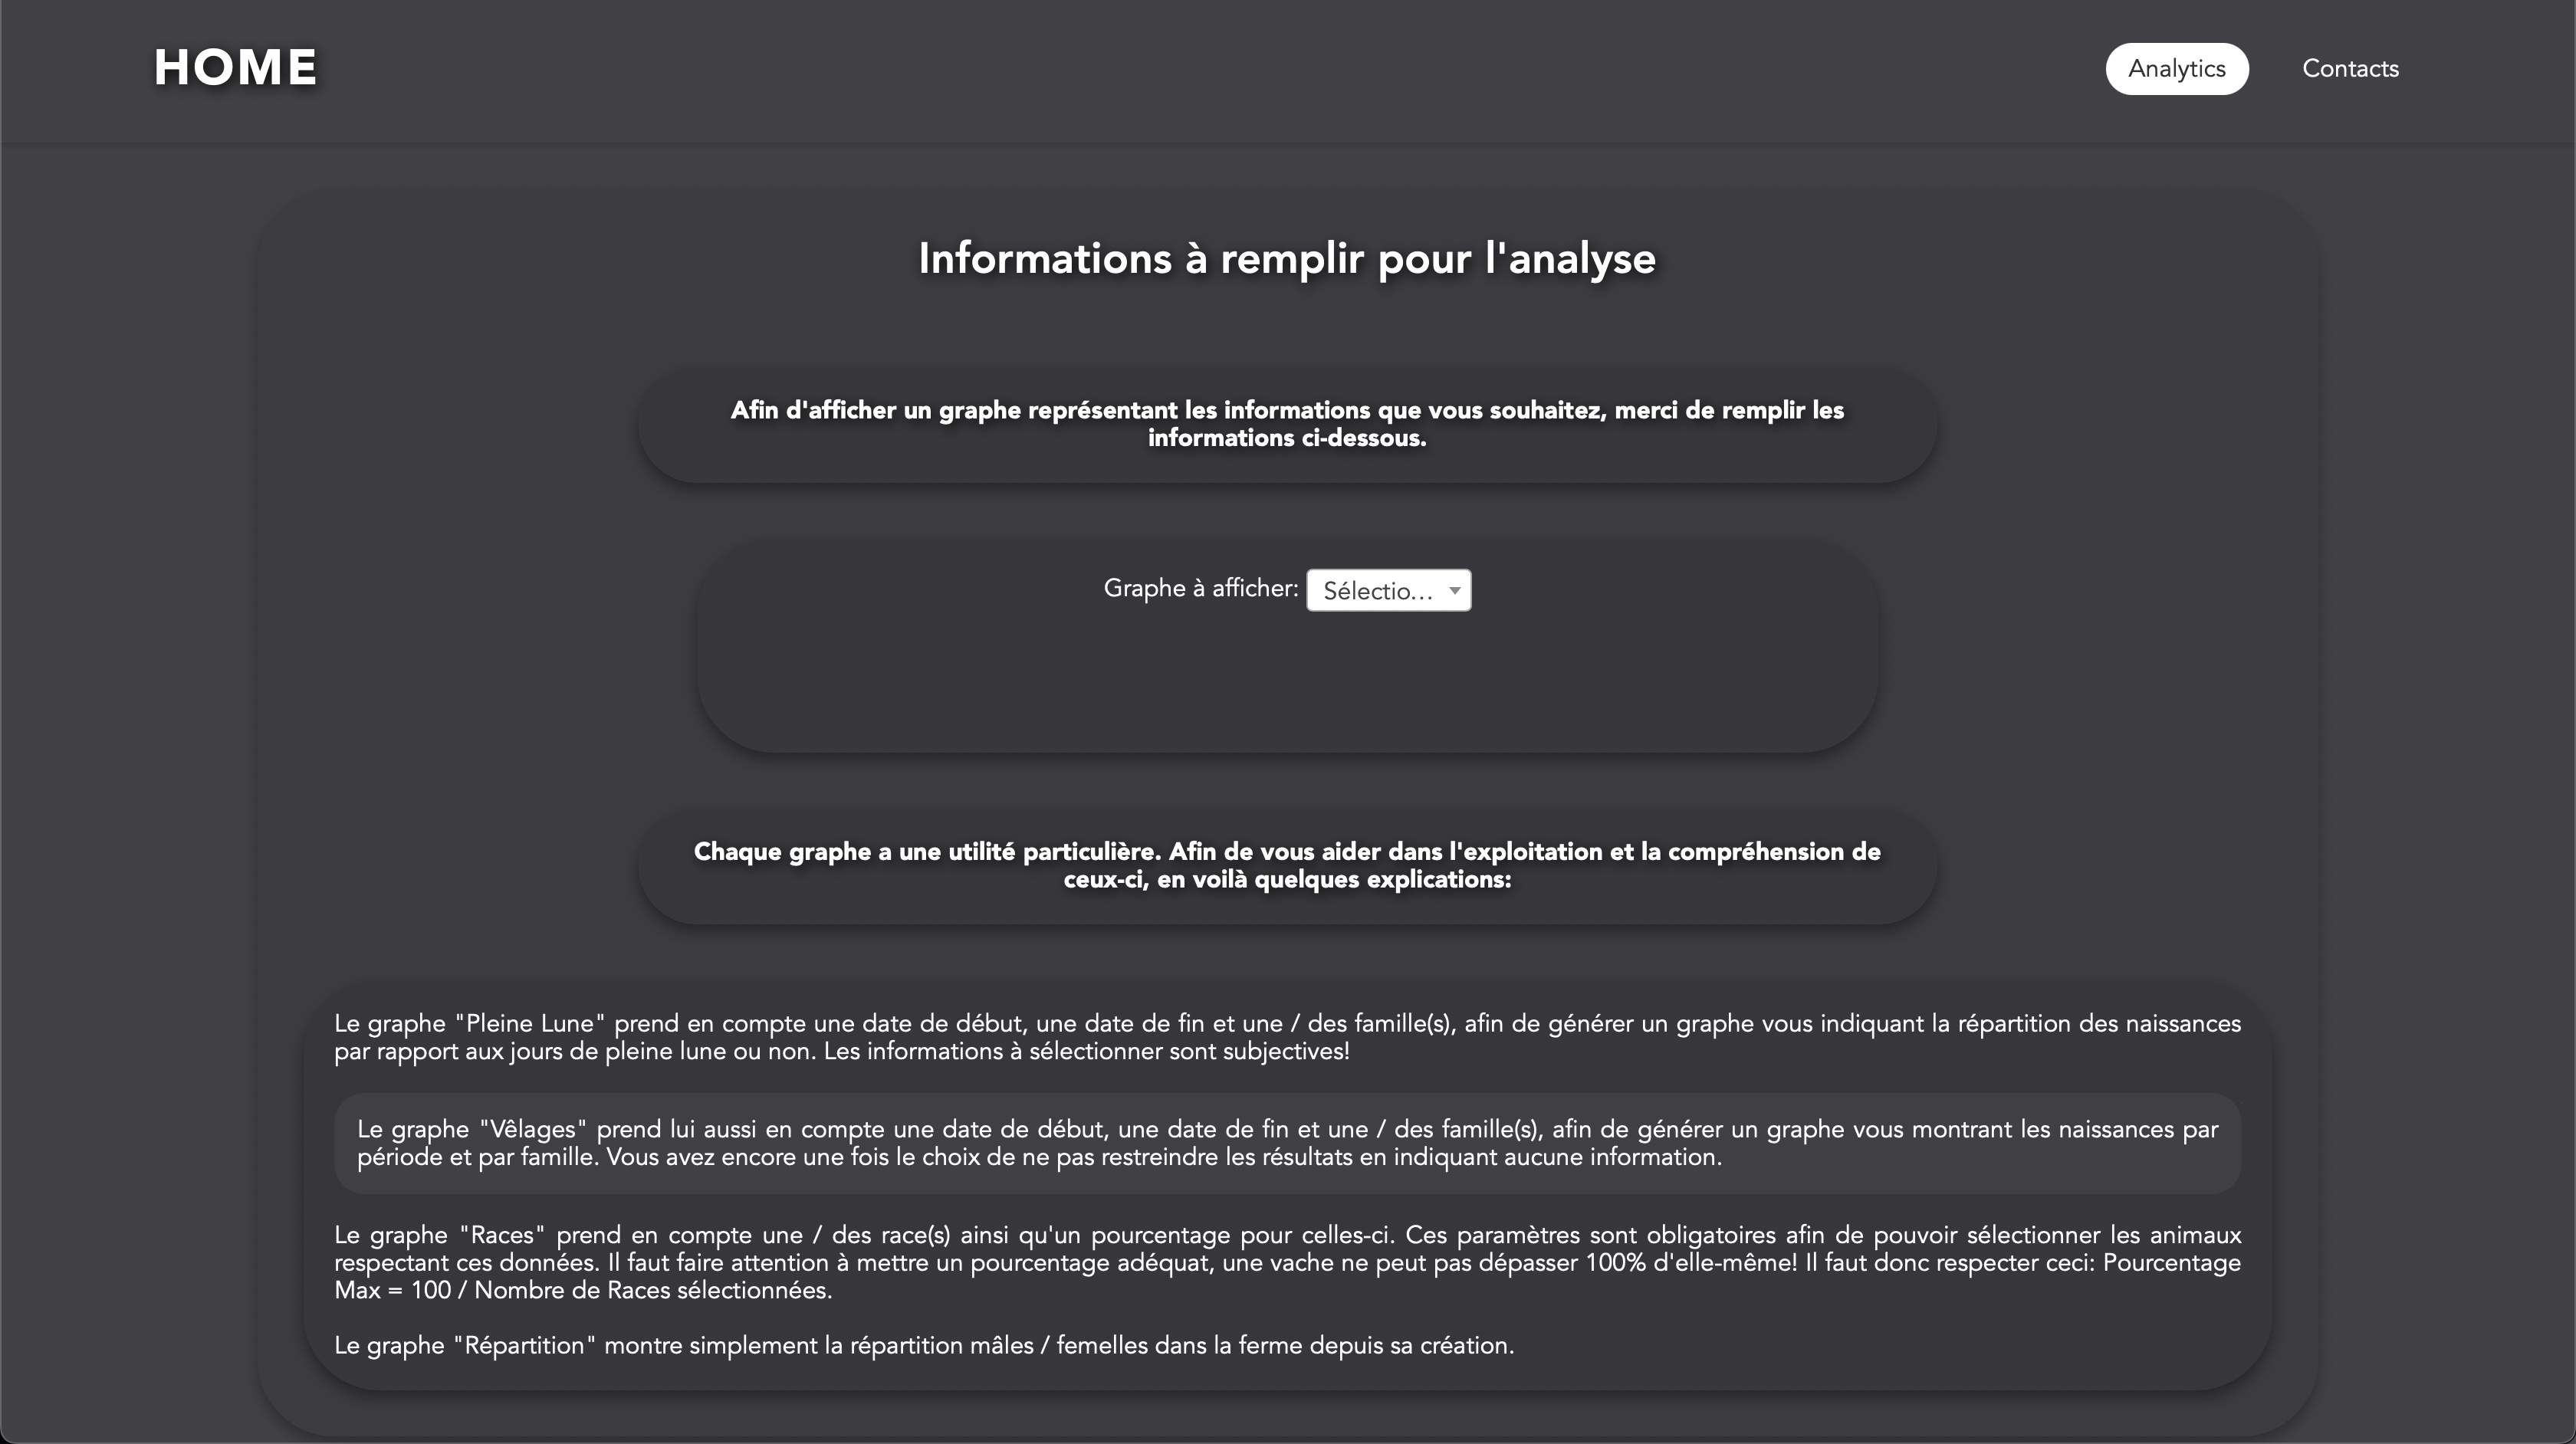 HOME
Analytics
Contacts
Informations à remplir pour l'analyse
Afin d'afficher un graphe représentant les informations que vous souhaitez, merci de remplir les
informations ci-dessous.
Graphe à afficher:
Sélectio…
Chaque graphe a une utilité particulière. Afin de vous aider dans l'exploitation et la compréhension de
ceux-ci, en voilà quelques explications:
Le graphe "Pleine Lune" prend en compte une date de début, une date de fin et une / des famille(s), afin de générer un graphe vous indiquant la répartition des naissances
par rapport aux jours de pleine lune ou non. Les informations à sélectionner sont subjectives!
Le graphe "Vêlages" prend lui aussi en compte une date de début, une date de fin et une / des famille(s), afin de générer un graphe vous montrant les naissances par
période et par famille. Vous avez encore une fois le choix de ne pas restreindre les résultats en indiquant aucune information.
Le graphe "Races" prend en compte une / des race(s) ainsi qu'un pourcentage pour celles-ci. Ces paramètres sont obligatoires afin de pouvoir sélectionner les animaux
respectant ces données. Il faut faire attention à mettre un pourcentage adéquat, une vache ne peut pas dépasser 100% d'elle-même! Il faut donc respecter ceci: Pourcentage
Max = 100 / Nombre de Races sélectionnées.
Le graphe "Répartition" montre simplement la répartition mâles / femelles dans la ferme depuis sa création.